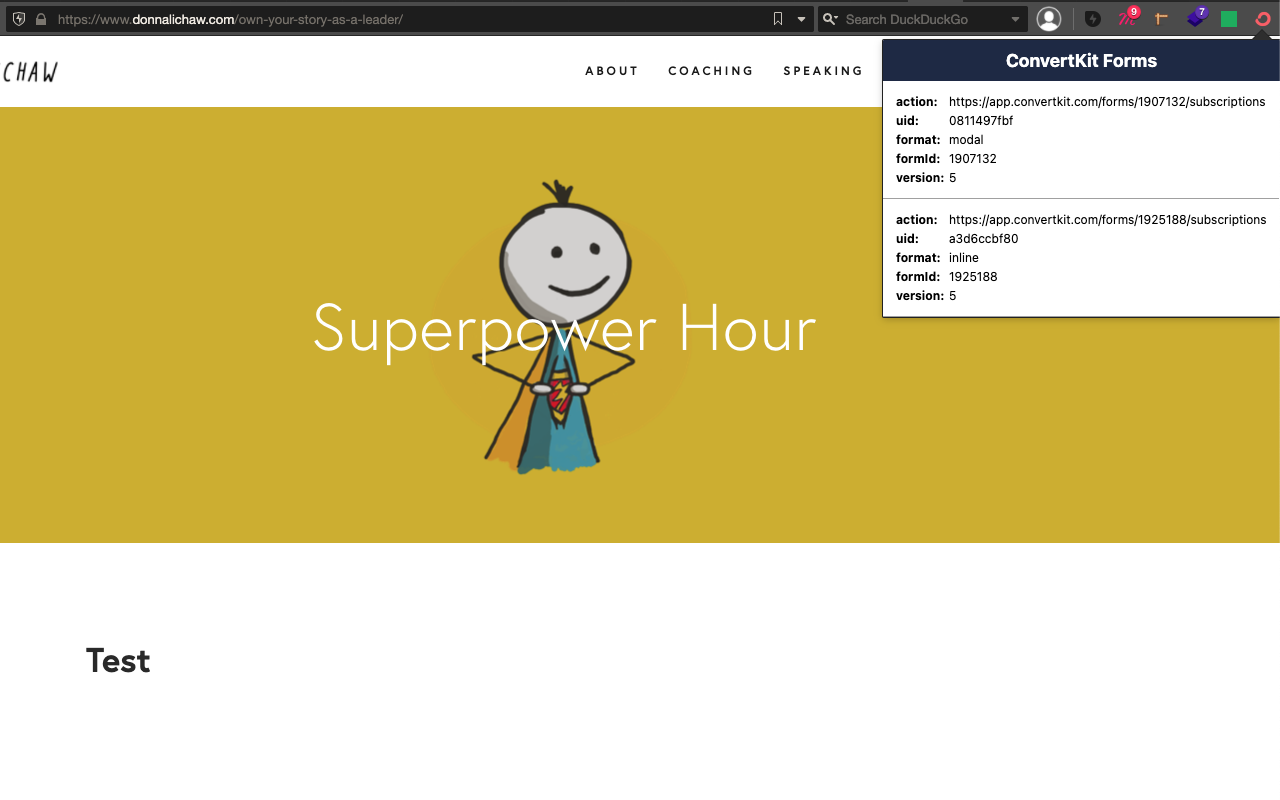 https://www.donnalichaw.com/own-your-story-as-a-leader/
Search DuckDuckGo
9
7
CHAW
ABOUT COACHING SPEAKING
ConvertKit Forms
action: https://app.convertkit.com/forms/1907132/subscriptions
uid: 0811497fbf
format: modal
formId: 1907132
version: 5
action: https://app.convertkit.com/forms/1925188/subscriptions
uid: a3d6ccbf80
format: inline
formId: 1925188
version: 5
Superpower Hour
Test